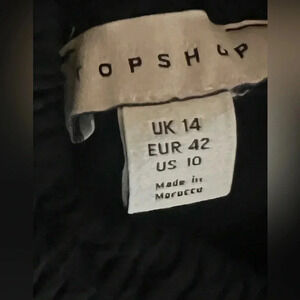 TOPSHOP
UK 14
EUR 42
US 10
Made in
Morocco